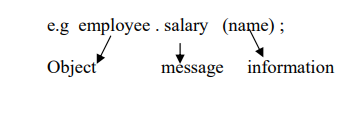 e.g employee . salary (name) ;
Object message information